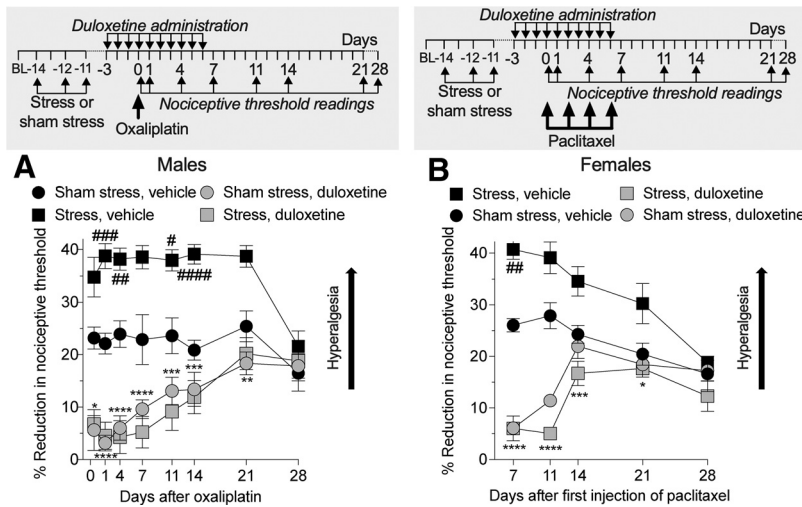 Duloxetine administration
Days
BL-14 -12 -11 -3 0 1 4 7 11 14 21 28
Stress or
sham stress
Nociceptive threshold readings
Oxaliplatin
Duloxetine administration
Days
BL-14 -12 -11 -3 0 1 4 7 11 14 21 28
Stress or
sham stress
Nociceptive threshold readings
Paclitaxel
A Males
Sham stress, vehicle Sham stress, duloxetine
Stress, vehicle Stress, duloxetine
% Reduction in nociceptive threshold
40
30
20
10
0
###
##
#
####
*
****
****
****
***
***
**
Hyperalgesia
0 1 4 7 11 14 21 28
Days after oxaliplatin
B Females
Stress, vehicle Stress, duloxetine
Sham stress, vehicle Sham stress, duloxetine
% Reduction in nociceptive threshold
40
30
20
10
0
##
****
****
***
*
Hyperalgesia
7 11 14 21 28
Days after first injection of paclitaxel